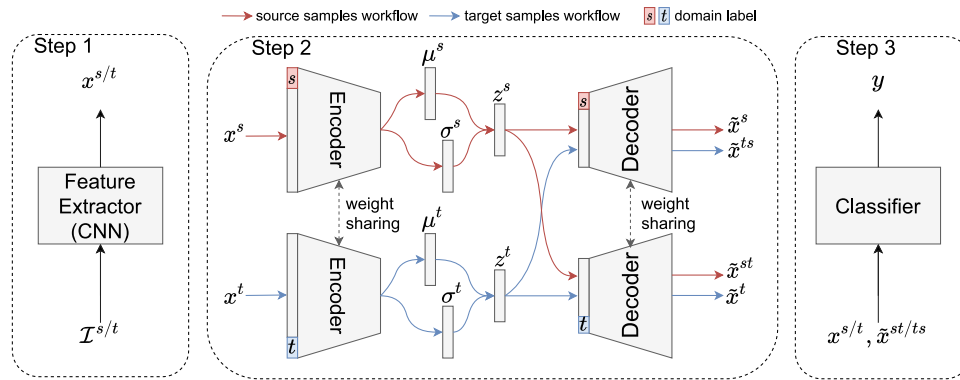 source samples workflow
target samples workflow
s t domain label
Step 1
x^{s/t}
Feature
Extractor
(CNN)
\mathcal{I}^{s/t}
Step 2
s
x^s
Encoder
μ^s
σ^s
z^s
s
Decoder
x̃^s
x̃^{ts}
weight
sharing
weight
sharing
x^t
t
Encoder
μ^t
σ^t
z^t
t
Decoder
x̃^{st}
x̃^t
Step 3
y
Classifier
x^{s/t}, x̃^{st/ts}